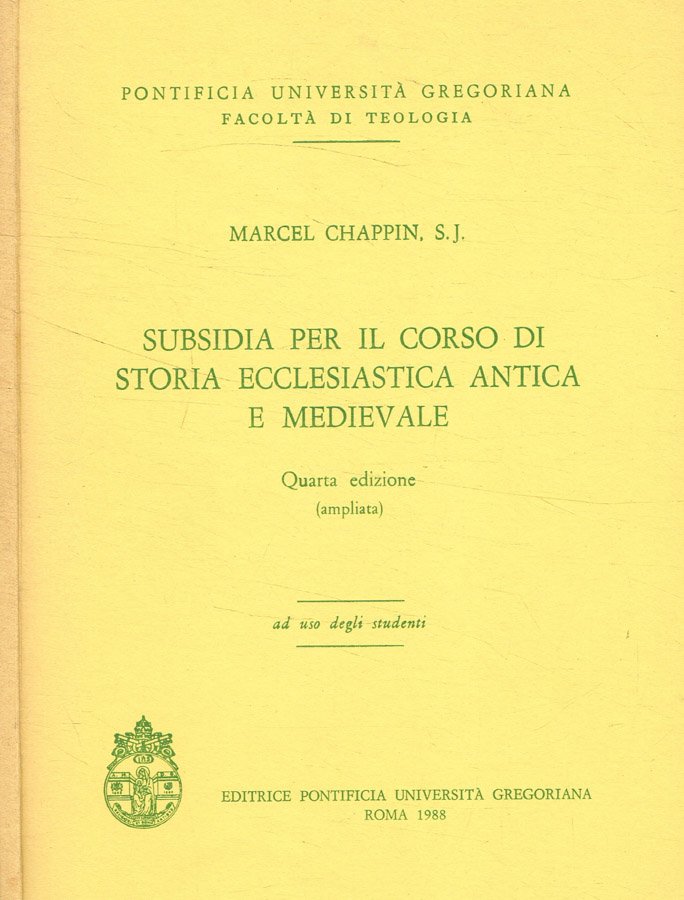 PONTIFICIA UNIVERSITÀ GREGORIANA
FACOLTÀ DI TEOLOGIA
MARCEL CHAPPIN, S.J.
SUBSIDIA PER IL CORSO DI
STORIA ECCLESIASTICA ANTICA
E MEDIEVALE
Quarta edizione
(ampliata)
ad uso degli studenti
EDITRICE PONTIFICIA UNIVERSITÀ GREGORIANA
ROMA 1988